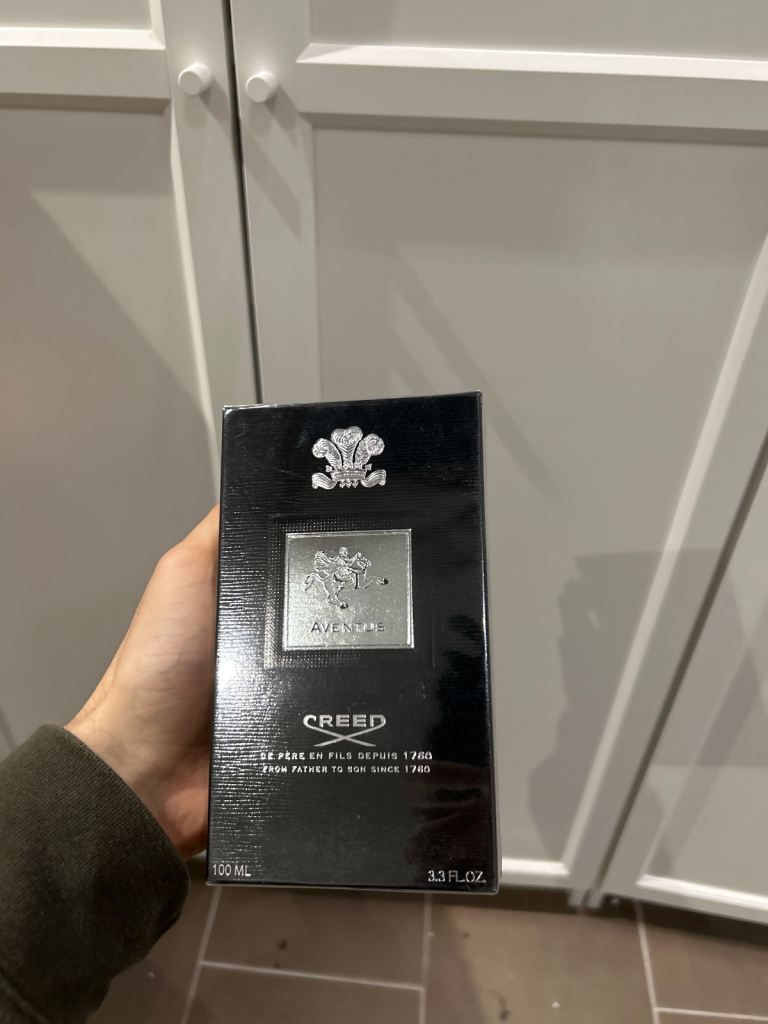 AVENTUS
CREED
DE PÈRE EN FILS DEPUIS 1760
FROM FATHER TO SON SINCE 1760
100 ML
3.3 FL.OZ.